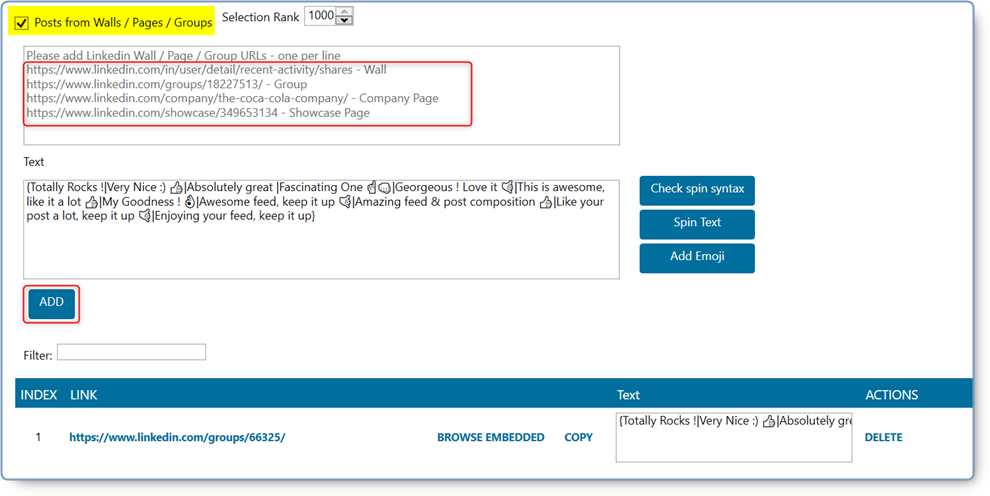 Posts from Walls / Pages / Groups Selection Rank 1000
Please add Linkedin Wall / Page / Group URLs - one per line
https://www.linkedin.com/in/user/detail/recent-activity/shares - Wall
https://www.linkedin.com/groups/18227513/ - Group
https://www.linkedin.com/company/the-coca-cola-company/ - Company Page
https://www.linkedin.com/showcase/349653134 - Showcase Page
Text
{Totally Rocks !|Very Nice :) 👍|Absolutely great |Fascinating One ☝👊|Georgeous ! Love it 👏|This is awesome,
like it a lot 👍|My Goodness ! 👌|Awesome feed, keep it up 👏|Amazing feed & post composition 👍|Like your
post a lot, keep it up 👏|Enjoying your feed, keep it up}
Check spin syntax
Spin Text
Add Emoji
ADD
Filter:
INDEX LINK Text ACTIONS
1 https://www.linkedin.com/groups/66325/ BROWSE EMBEDDED COPY {Totally Rocks !|Very Nice :) 👍|Absolutely gre DELETE